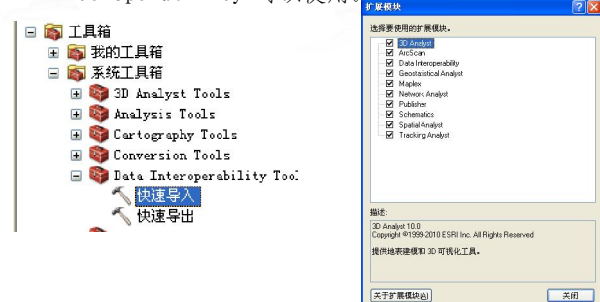 可以使用。
工具箱
我的工具箱
系统工具箱
3D Analyst Tools
Analysis Tools
Cartography Tools
Conversion Tools
Data Interoperability Too
快速导入
快速导出
扩展模块
选择要使用的扩展模块。
3D Analyst
ArcScan
Data Interoperability
Geostatistical Analyst
Maplex
Network Analyst
Publisher
Schematics
Spatial Analyst
Tracking Analyst
描述:
3D Analyst 10.0
Copyright ©1999-2010 ESRI Inc. All Rights Reserved
提供地表建模和 3D 可视化工具。
关于扩展模块(A)
关闭